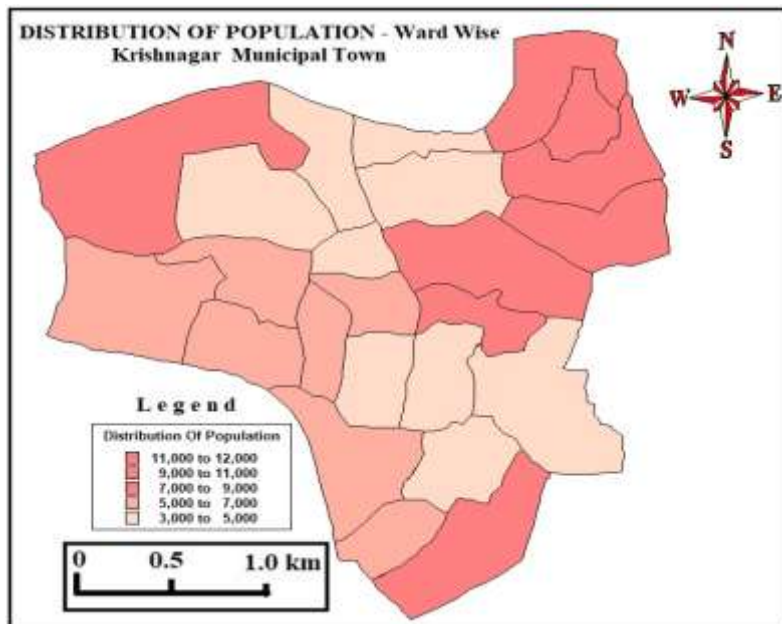 DISTRIBUTION OF POPULATION - Ward Wise
Krishnagar Municipal Town
N
W E
S
Legend
Distribution Of Population
11,000 to 12,000
9,000 to 11,000
7,000 to 9,000
5,000 to 7,000
3,000 to 5,000
0 0.5 1.0 km